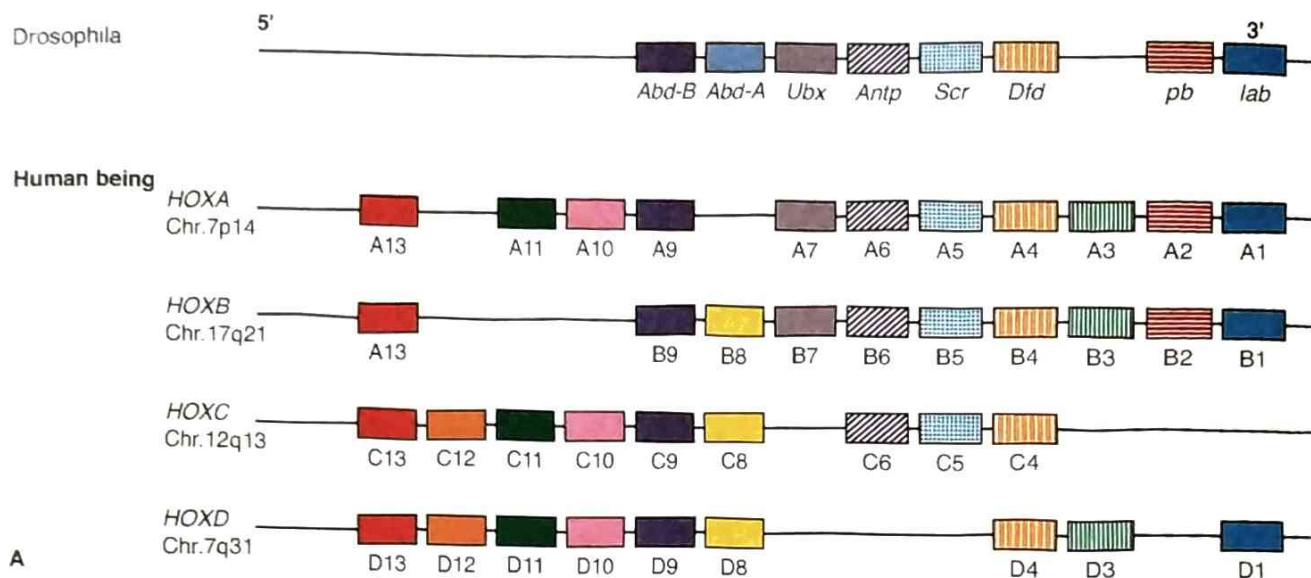 5' 3'
Drosophila
Abd-B Abd-A Ubx Antp Scr Dfd pb lab
Human being
HOXA
Chr.7p14
A13 A11 A10 A9 A7 A6 A5 A4 A3 A2 A1
HOXB
Chr.17q21
A13 B9 B8 B7 B6 B5 B4 B3 B2 B1
HOXC
Chr.12q13
C13 C12 C11 C10 C9 C8 C6 C5 C4
HOXD
Chr.7q31
D13 D12 D11 D10 D9 D8 D4 D3 D1
A